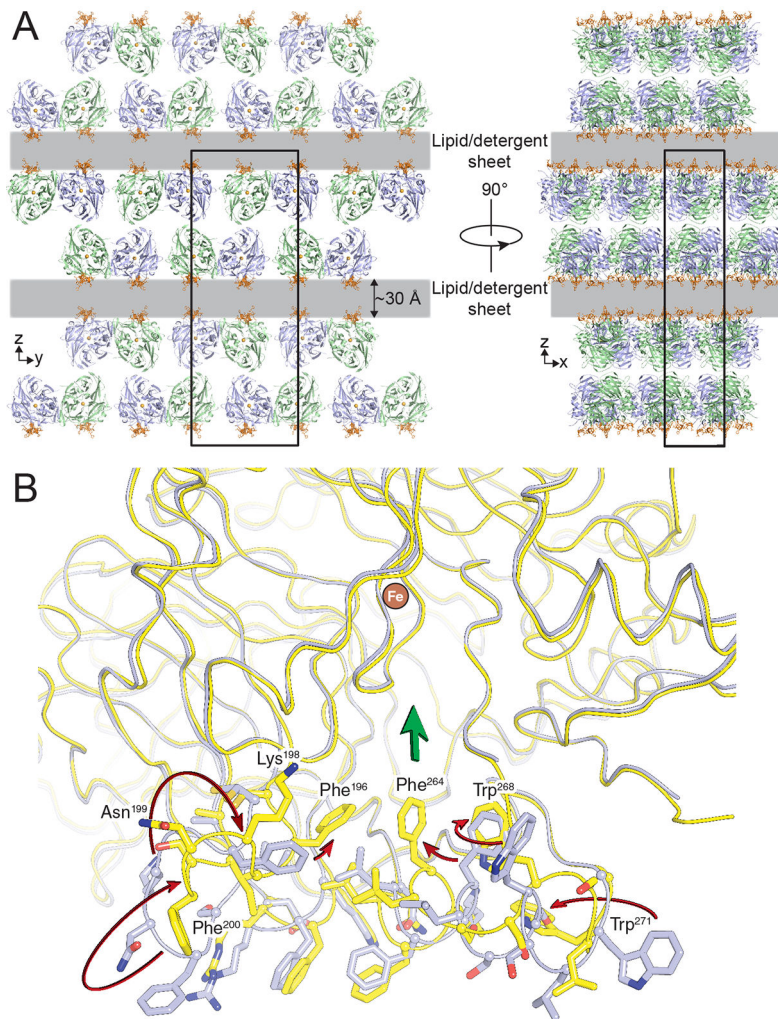 A
Lipid/detergent
sheet
90°
Lipid/detergent
sheet
~30 Å
z
y
z
x
B
Fe
Lys198
Phe196
Phe264
Trp268
Asn199
Phe200
Trp271